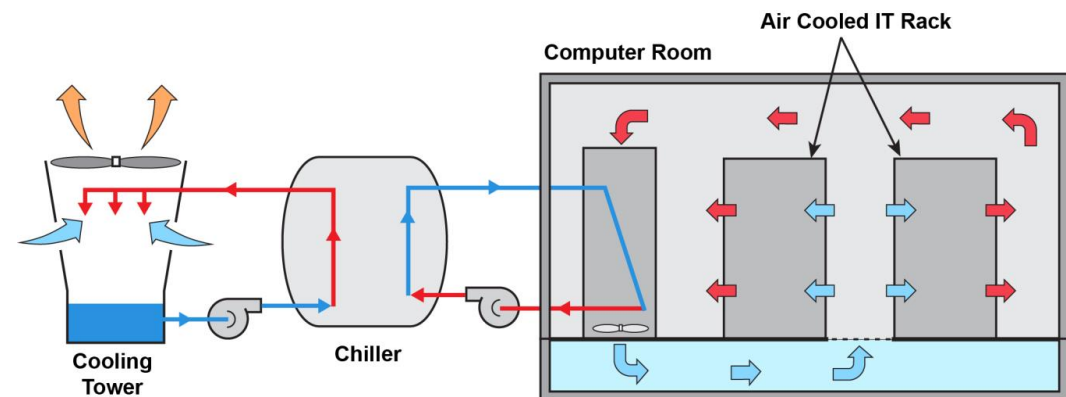 Air Cooled IT Rack
Computer Room
Cooling
Tower
Chiller